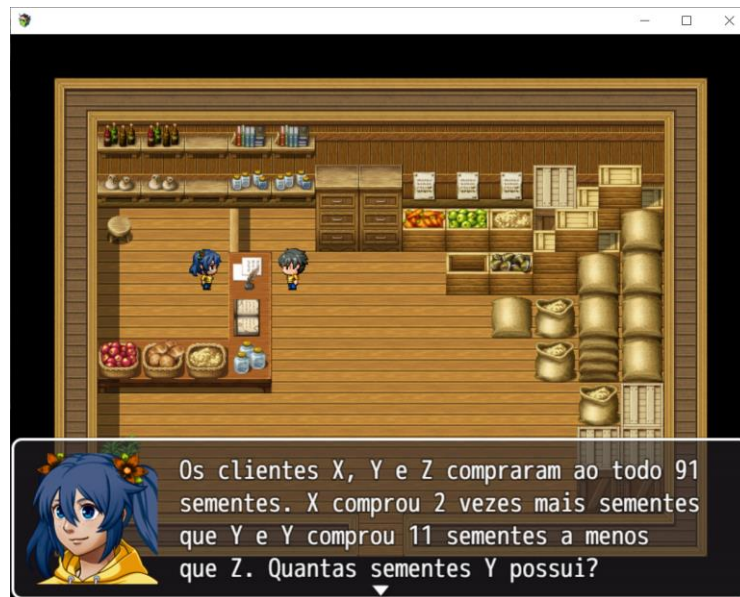 Os clientes X, Y e Z compraram ao todo 91
sementes. X comprou 2 vezes mais sementes
que Y e Y comprou 11 sementes a menos
que Z. Quantas sementes Y possui?